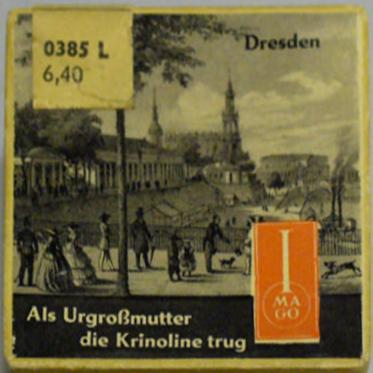 0385 L
6,40
Dresden
I
MA
GO
Als Urgroßmutter
die Krinoline trug